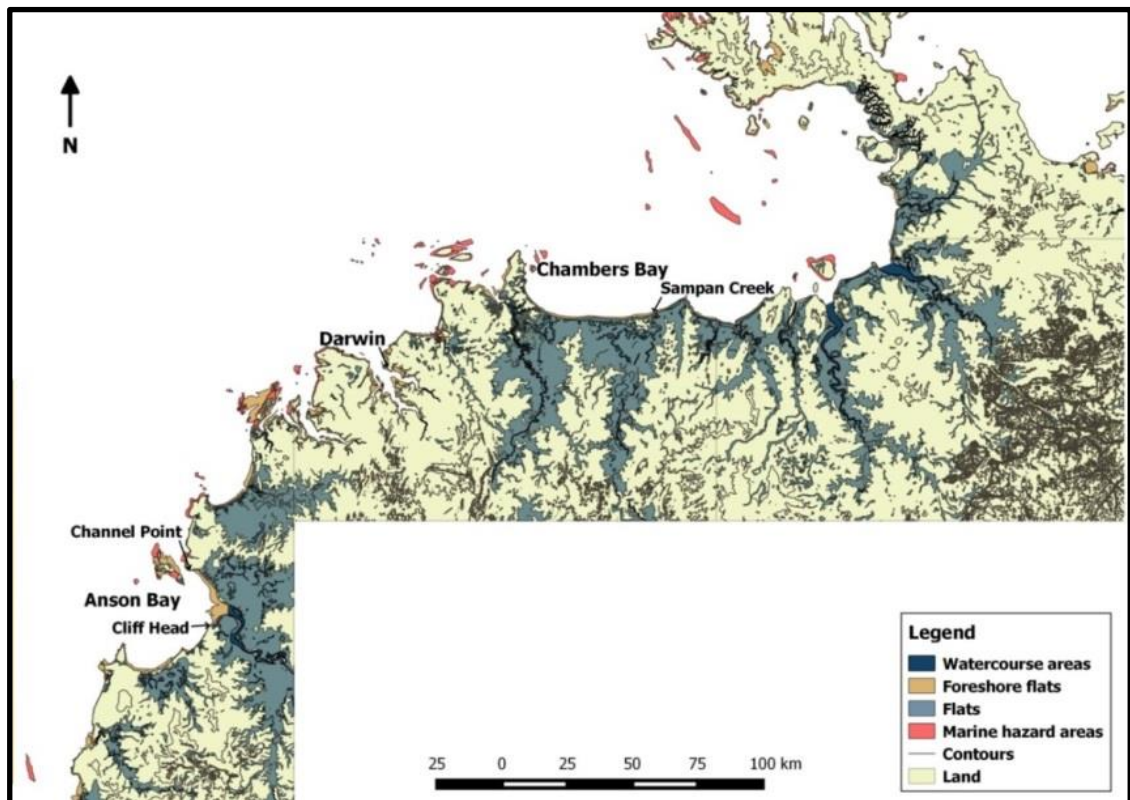 N
Chambers Bay
Sampan Creek
Darwin
Channel Point
Anson Bay
Cliff Head
Legend
Watercourse areas
Foreshore flats
Flats
Marine hazard areas
Contours
Land
25 0 25 50 75 100 km